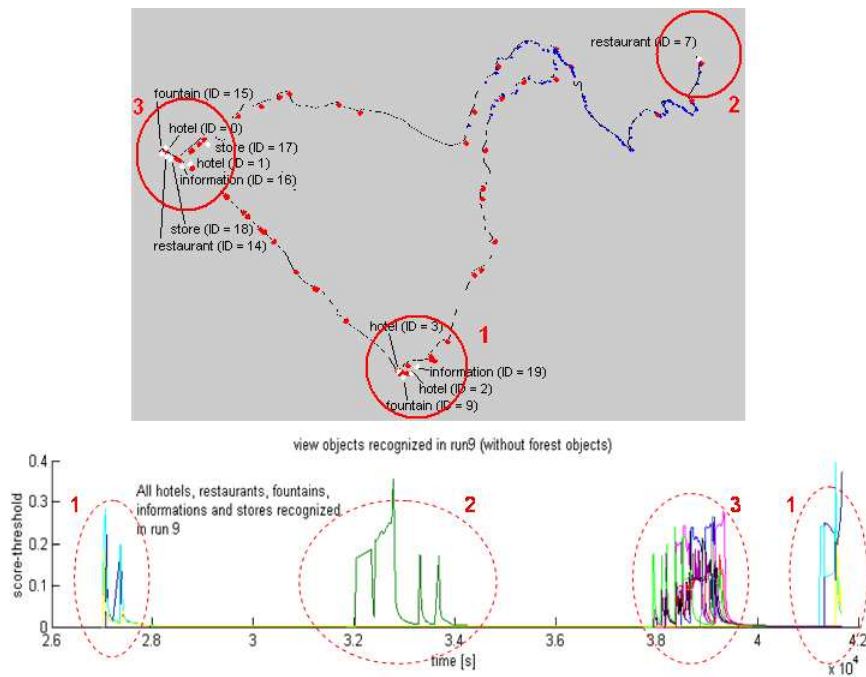 restaurant (ID = 7)
2
fountain (ID = 15)
3
hotel (ID = 0)
store (ID = 17)
hotel (ID = 1)
information (ID = 16)
store (ID = 18)
restaurant (ID = 14)
1
hotel (ID = 3)
information (ID = 19)
hotel (ID = 2)
fountain (ID = 9)
view objects recognized in run9 (without forest objects)
score-threshold
0.4
0.3
0.2
0.1
0
1
All hotels, restaurants, fountains,
informations and stores recognized
in run 9
2
3
1
2.6 2.8 3 3.2 3.4 3.6 3.8 4 4.2
time [s]
x 10^4